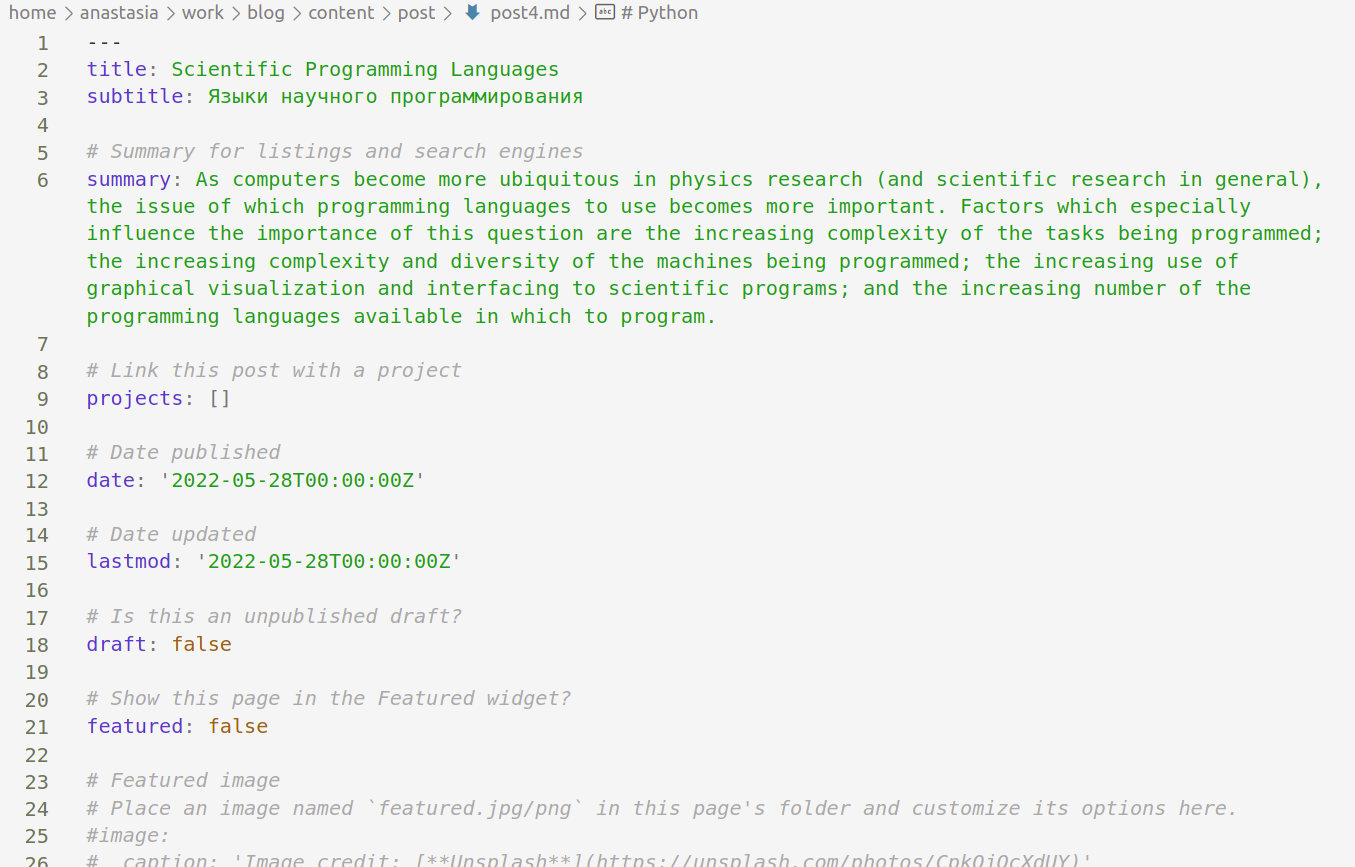 home > anastasia > work > blog > content > post > post4.md > # Python
1 ---
2 title: Scientific Programming Languages
3 subtitle: Языки научного программирования
4
5 # Summary for listings and search engines
6 summary: As computers become more ubiquitous in physics research (and scientific research in general),
the issue of which programming languages to use becomes more important. Factors which especially
influence the importance of this question are the increasing complexity of the tasks being programmed;
the increasing complexity and diversity of the machines being programmed; the increasing use of
graphical visualization and interfacing to scientific programs; and the increasing number of the
programming languages available in which to program.
7
8 # Link this post with a project
9 projects: []
10
11 # Date published
12 date: '2022-05-28T00:00:00Z'
13
14 # Date updated
15 lastmod: '2022-05-28T00:00:00Z'
16
17 # Is this an unpublished draft?
18 draft: false
19
20 # Show this page in the Featured widget?
21 featured: false
22
23 # Featured image
24 # Place an image named `featured.jpg/png` in this page's folder and customize its options here.
25 #image:
26 #  caption: 'Image credit: [**Unsplash**](https://unsplash.com/photos/CpkOjOcXdUY)'